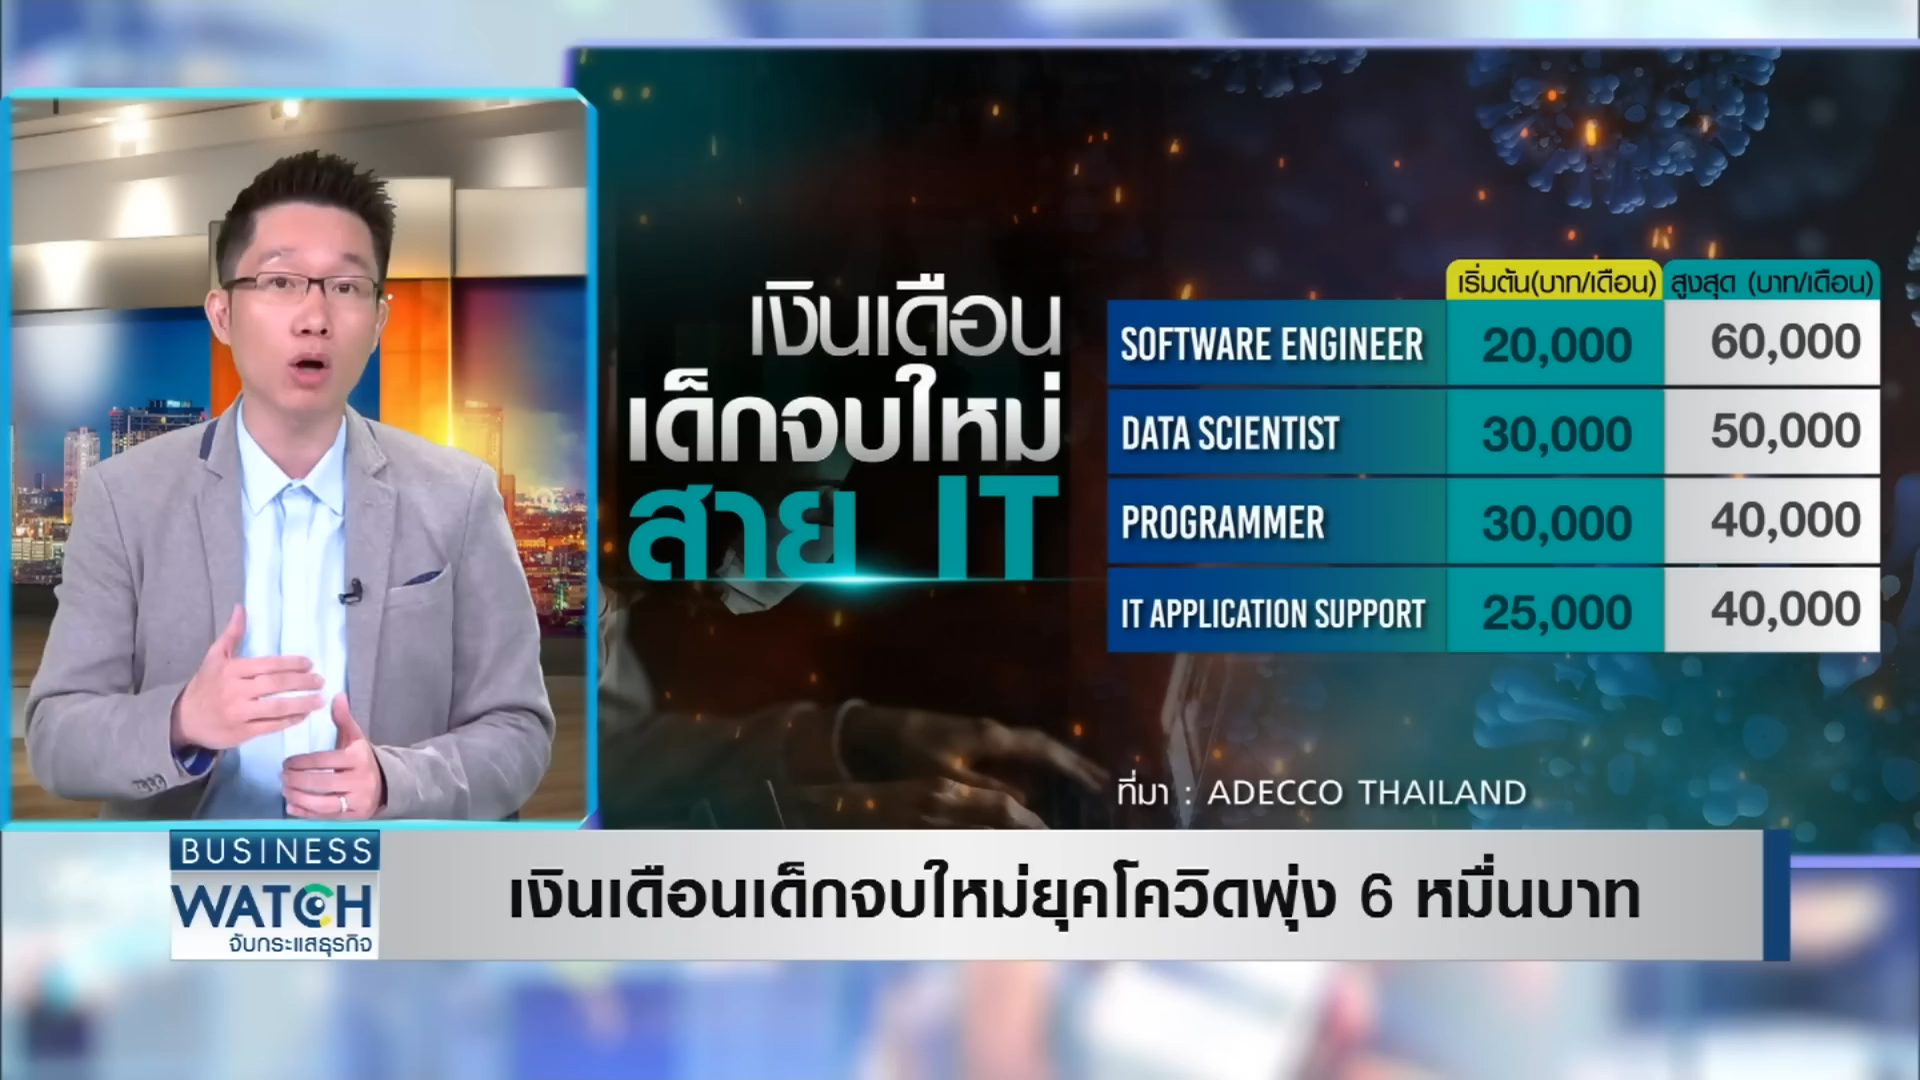 เงินเดือน
เด็กจบใหม่
สาย IT
เริ่มต้น(บาท/เดือน) สูงสุด (บาท/เดือน)
SOFTWARE ENGINEER 20,000 60,000
DATA SCIENTIST 30,000 50,000
PROGRAMMER 30,000 40,000
IT APPLICATION SUPPORT 25,000 40,000
ที่มา : ADECCO THAILAND
BUSINESS
WATCH
จับกระแสธุรกิจ
เงินเดือนเด็กจบใหม่ยุคโควิดพุ่ง 6 หมื่นบาท